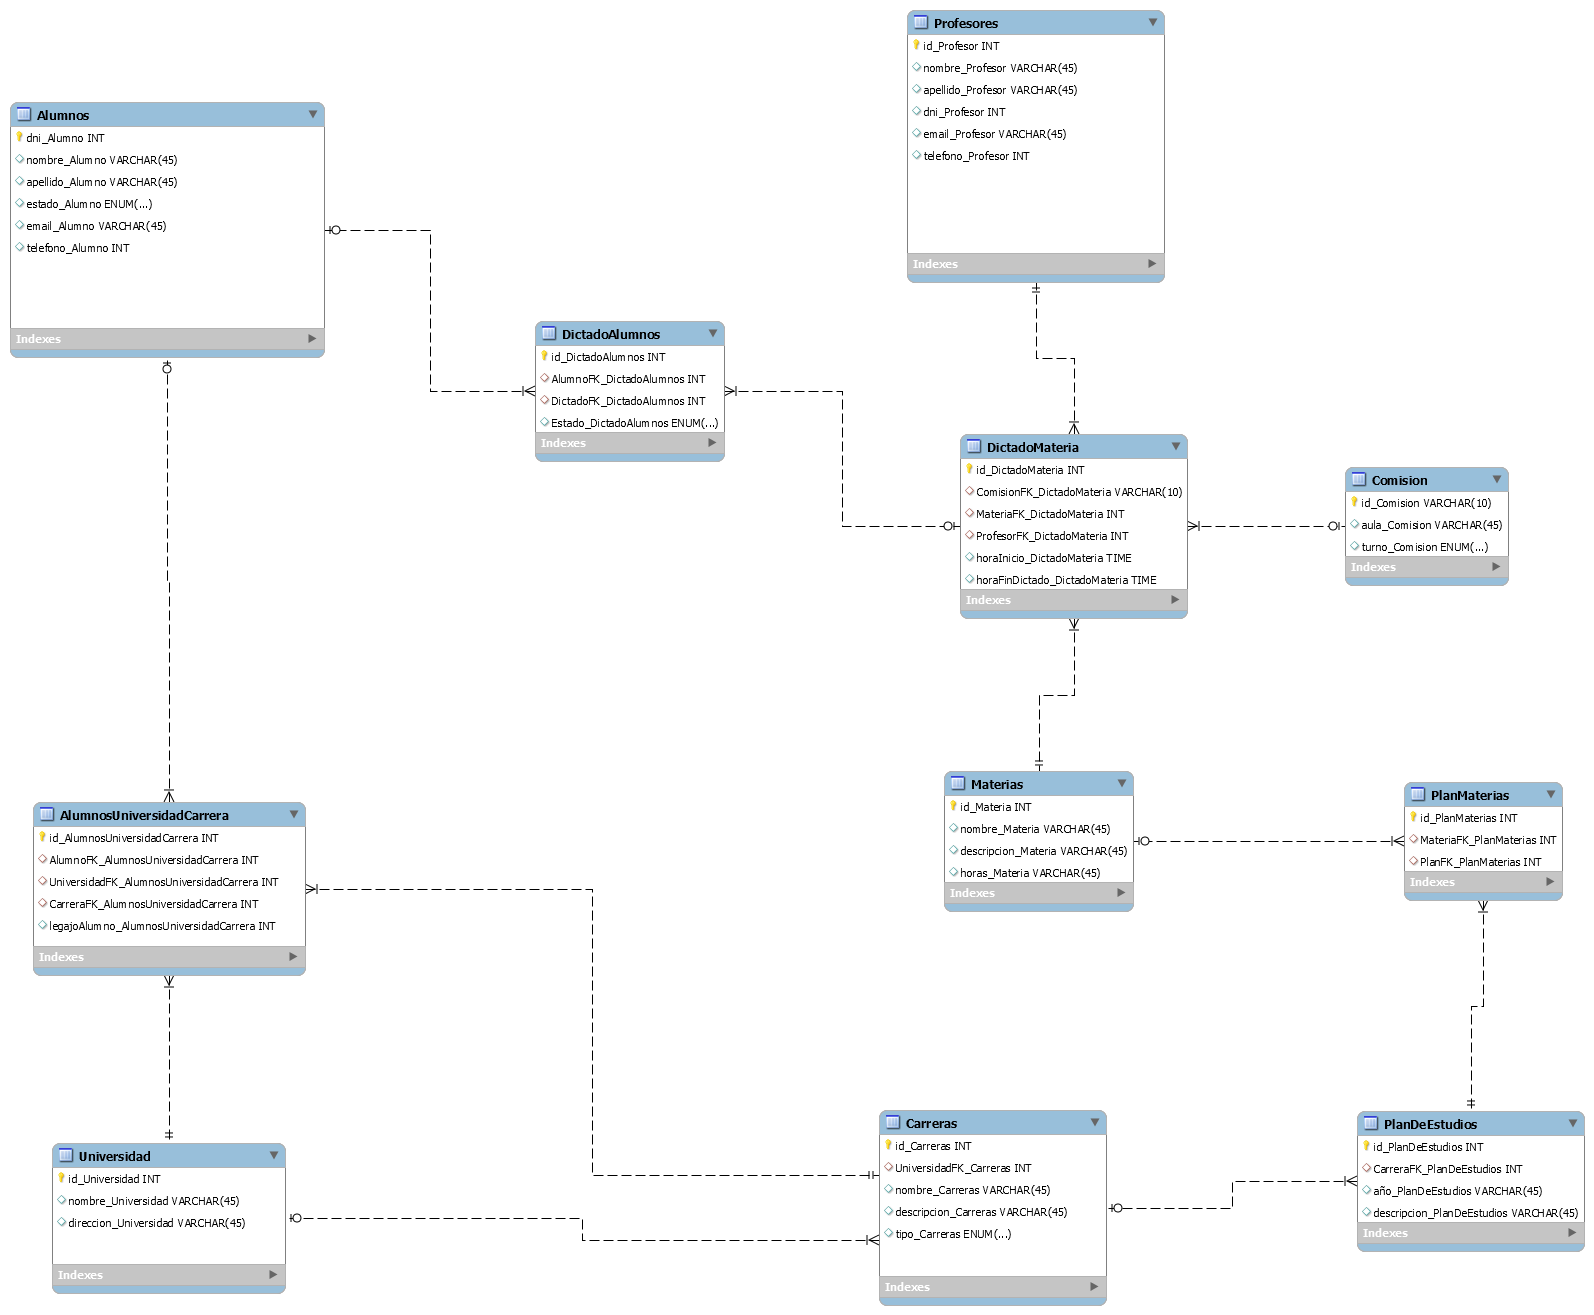 Profesores
id_Profesor INT
nombre_Profesor VARCHAR(45)
apellido_Profesor VARCHAR(45)
dni_Profesor INT
email_Profesor VARCHAR(45)
telefono_Profesor INT
Indexes
Alumnos
dni_Alumno INT
nombre_Alumno VARCHAR(45)
apellido_Alumno VARCHAR(45)
estado_Alumno ENUM(...)
email_Alumno VARCHAR(45)
telefono_Alumno INT
Indexes
DictadoAlumnos
id_DictadoAlumnos INT
AlumnoFK_DictadoAlumnos INT
DictadoFK_DictadoAlumnos INT
Estado_DictadoAlumnos ENUM(...)
Indexes
DictadoMateria
id_DictadoMateria INT
ComisionFK_DictadoMateria VARCHAR(10)
MateriaFK_DictadoMateria INT
ProfesorFK_DictadoMateria INT
horaInicio_DictadoMateria TIME
horaFinDictado_DictadoMateria TIME
Indexes
Comision
id_Comision VARCHAR(10)
aula_Comision VARCHAR(45)
turno_Comision ENUM(...)
Indexes
Materias
id_Materia INT
nombre_Materia VARCHAR(45)
descripcion_Materia VARCHAR(45)
horas_Materia VARCHAR(45)
Indexes
PlanMaterias
id_PlanMaterias INT
MateriaFK_PlanMaterias INT
PlanFK_PlanMaterias INT
Indexes
AlumnosUniversidadCarrera
id_AlumnosUniversidadCarrera INT
AlumnoFK_AlumnosUniversidadCarrera INT
UniversidadFK_AlumnosUniversidadCarrera INT
CarreraFK_AlumnosUniversidadCarrera INT
legajoAlumno_AlumnosUniversidadCarrera INT
Indexes
Universidad
id_Universidad INT
nombre_Universidad VARCHAR(45)
direccion_Universidad VARCHAR(45)
Indexes
Carreras
id_Carreras INT
UniversidadFK_Carreras INT
nombre_Carreras VARCHAR(45)
descripcion_Carreras VARCHAR(45)
tipo_Carreras ENUM(...)
Indexes
PlanDeEstudios
id_PlanDeEstudios INT
CarreraFK_PlanDeEstudios INT
año_PlanDeEstudios VARCHAR(45)
descripcion_PlanDeEstudios VARCHAR(45)
Indexes